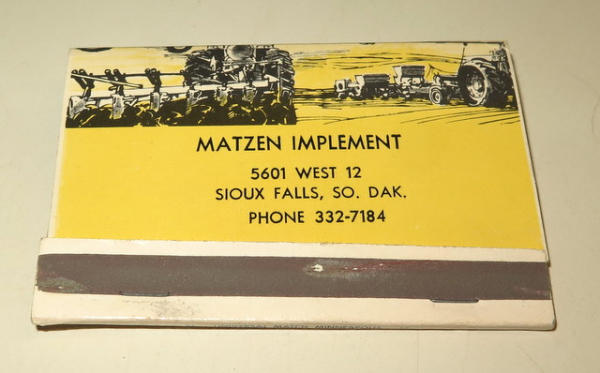 MATZEN IMPLEMENT
5601 WEST 12
SIOUX FALLS, SO. DAK.
PHONE 332-7184